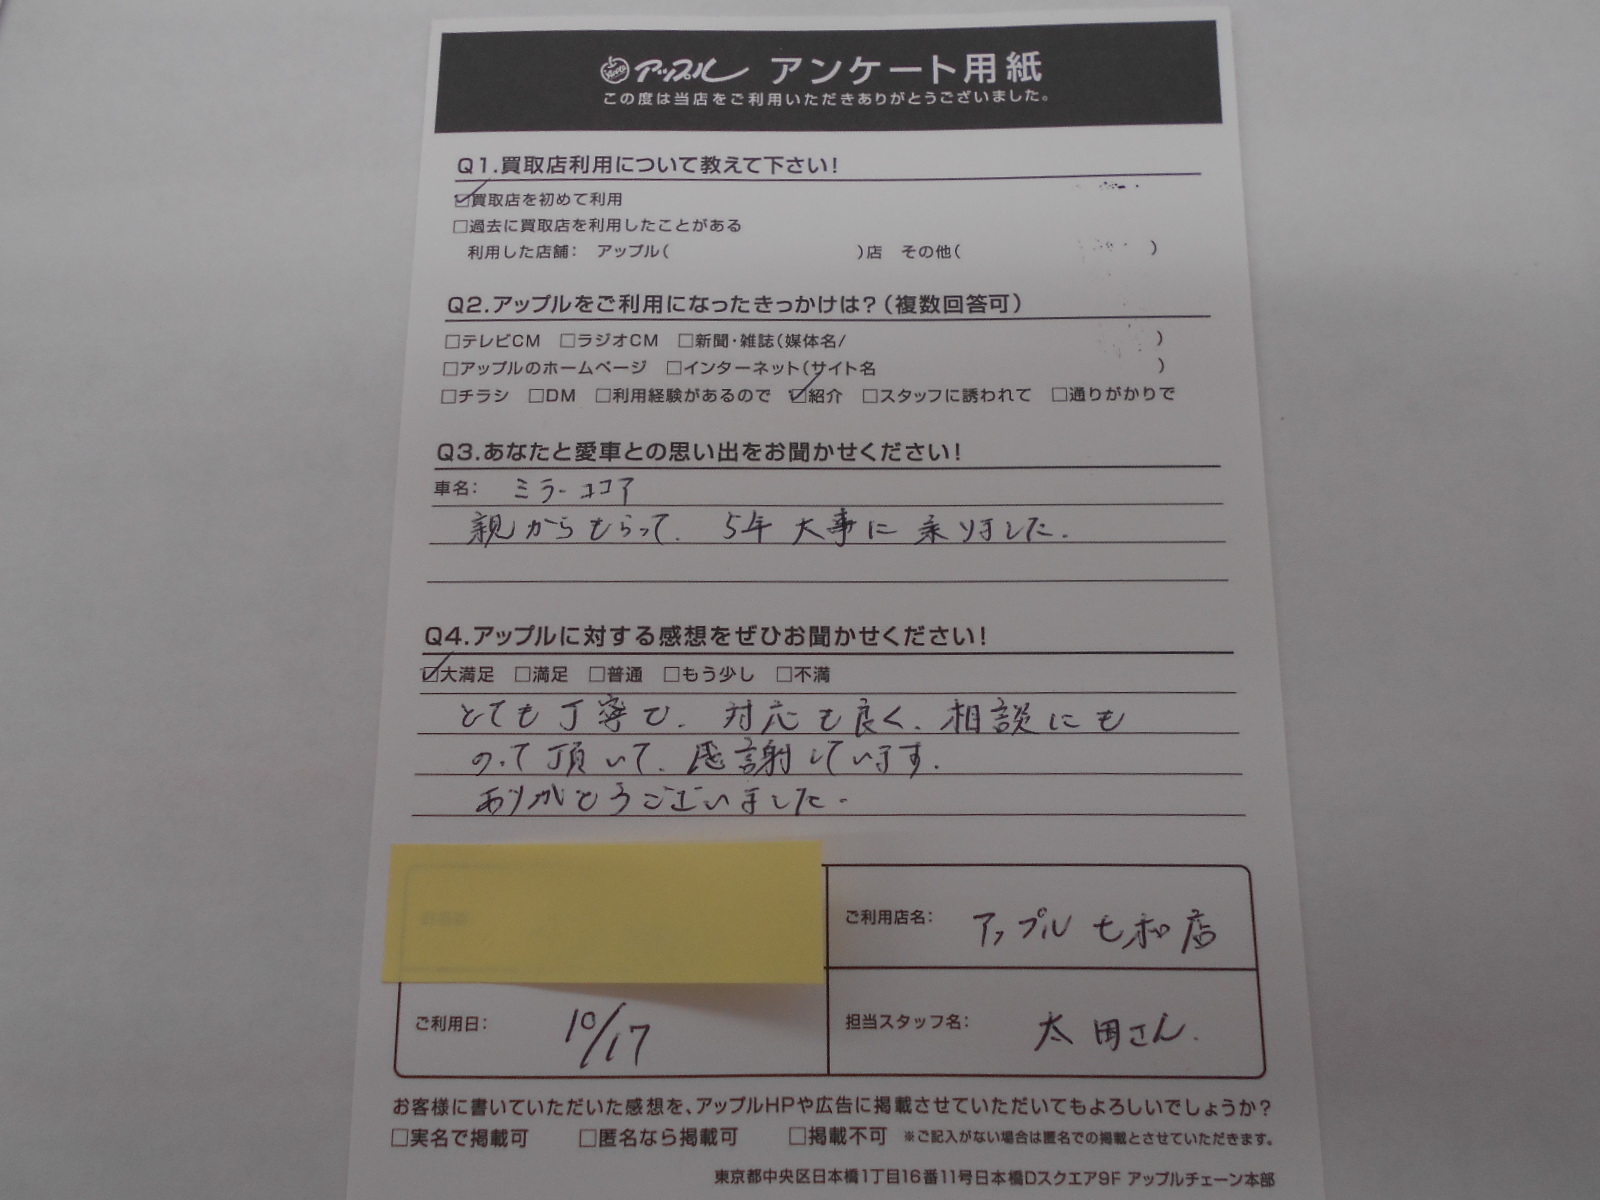 アップル アンケート用紙
この度は当店をご利用いただきありがとうございました。
Q1.買取店利用について教えて下さい!
☑買取店を初めて利用
□過去に買取店を利用したことがある
利用した店舗: アップル( )店 その他( )
Q2.アップルをご利用になったきっかけは?(複数回答可)
□テレビCM □ラジオCM □新聞・雑誌(媒体名/ )
□アップルのホームページ □インターネット(サイト名 )
□チラシ □DM □利用経験があるので ☑紹介 □スタッフに誘われて □通りがかりで
Q3.あなたと愛車との思い出をお聞かせください!
車名: ミラーココア
親からもらって、5年大事に乗りました.
Q4.アップルに対する感想をぜひお聞かせください!
☑大満足 □満足 □普通 □もう少し □不満
とても丁寧で、対応も良く、相談にも
のって頂いて、感謝しています.
ありがとうございました.
ご利用店名: アップル七和店
ご利用日: 10/17
担当スタッフ名: 太田さん.
お客様に書いていただいた感想を、アップルHPや広告に掲載させていただいてもよろしいでしょうか?
□実名で掲載可 □匿名なら掲載可 □掲載不可 ※ご記入がない場合は匿名での掲載とさせていただきます。
東京都中央区日本橋1丁目16番11号日本橋Dスクエア9F アップルチェーン本部